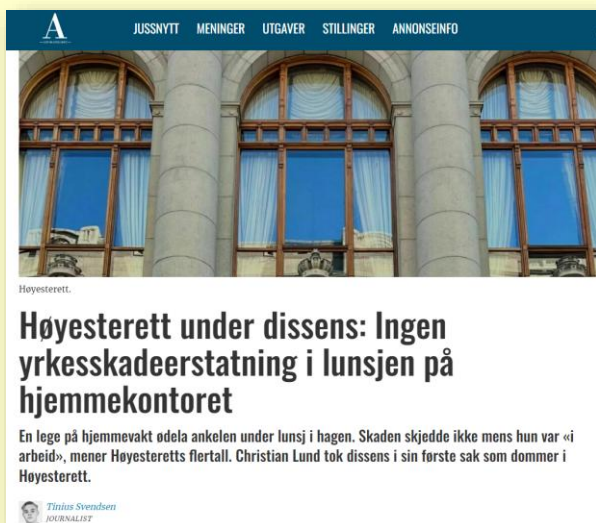 A
JUSSNYTT MENINGER UTGAVER STILLINGER ANNONSEINFO
Høyesterett.
Høyesterett under dissens: Ingen
yrkesskadeerstatning i lunsjen på
hjemmekontoret
En lege på hjemmevakt ødela ankelen under lunsj i hagen. Skaden skjedde ikke mens hun var «i
arbeid», mener Høyesteretts flertall. Christian Lund tok dissens i sin første sak som dommer i
Høyesterett.
Tinius Svendsen
JOURNALIST